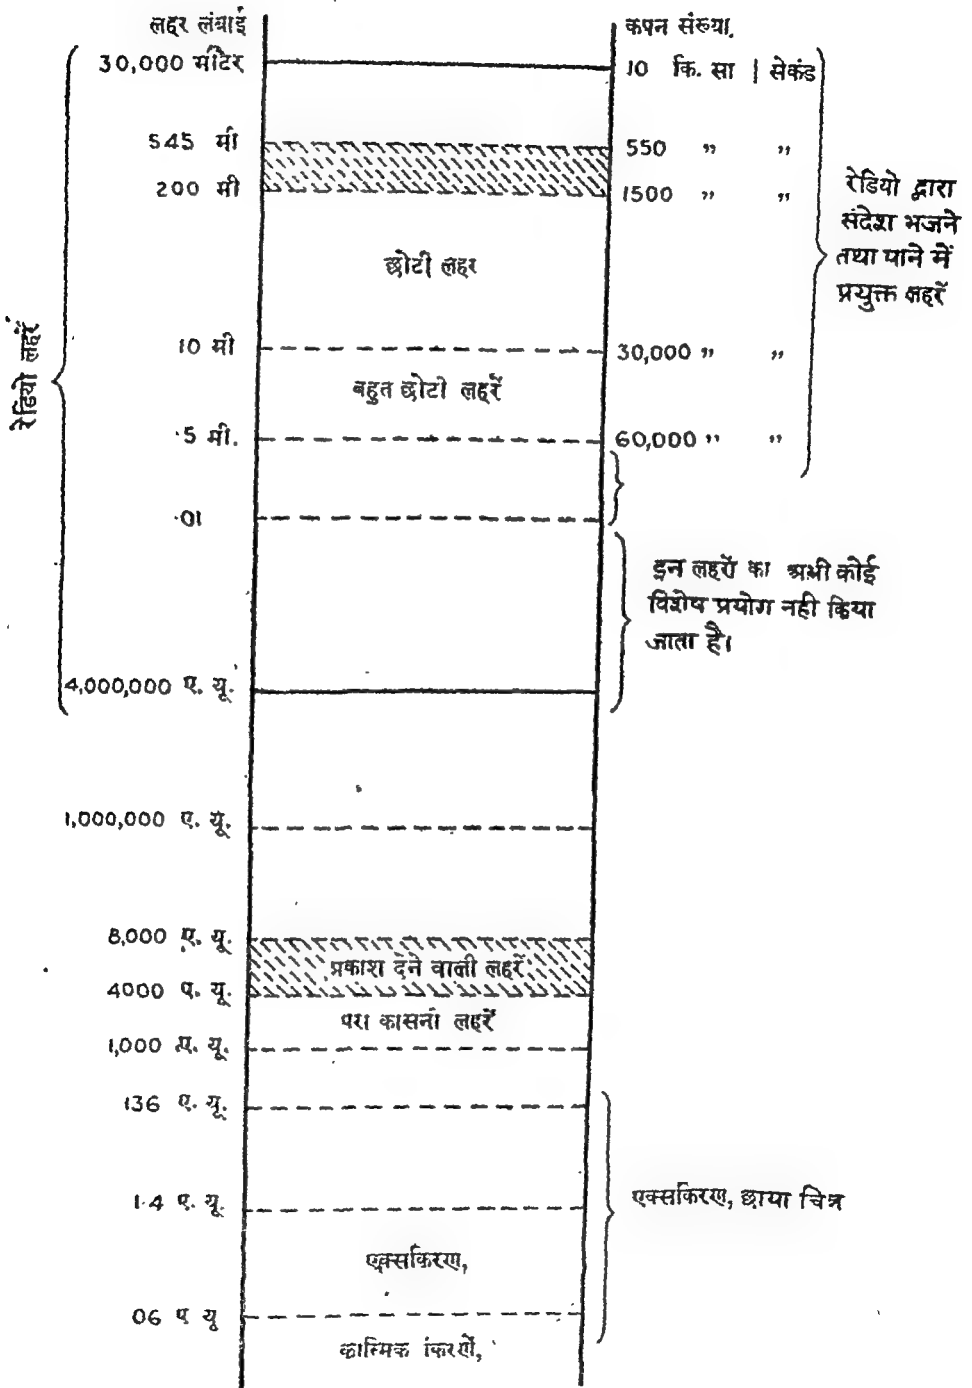 लहर लंबाई
कपन संख्या.
30,000 मीटर
10 कि. सा | सेकंड
545 मी
550 " "
200 मी
1500 " "
रेडियो द्वारा
संदेश भजने
तथा पाने में
प्रयुक्त लहरें
छोटी लहर
रेडियो लहरें
10 मी
30,000 " "
बहुत छोटी लहरें
.5 मी.
60,000 " "
.01
इन लहरों का अभी कोई
विशेष प्रयोग नही किया
जाता है।
4,000,000 ए. यू.
1,000,000 ए. यू.
8,000 ए. यू.
प्रकाश देने वाली लहरें
4000 ए. यू.
परा कासनी लहरें
1,000 ए. यू.
136 ए. यू.
1.4 ए. यू.
एक्सकिरण, छाया चित्र
एक्सकिरण,
06 ए यू
कास्मिक किरणें,